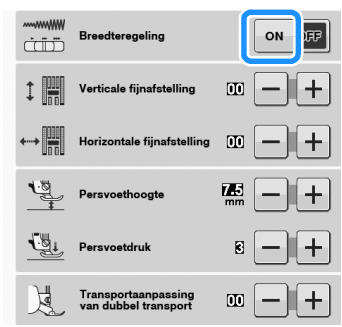 Breedteregeling ON OFF
Verticale fijnafstelling 00 − +
Horizontale fijnafstelling 00 − +
Persvoethoogte 7.5 mm − +
Persvoetdruk 3 − +
Transportaanpassing
van dubbel transport 00 − +